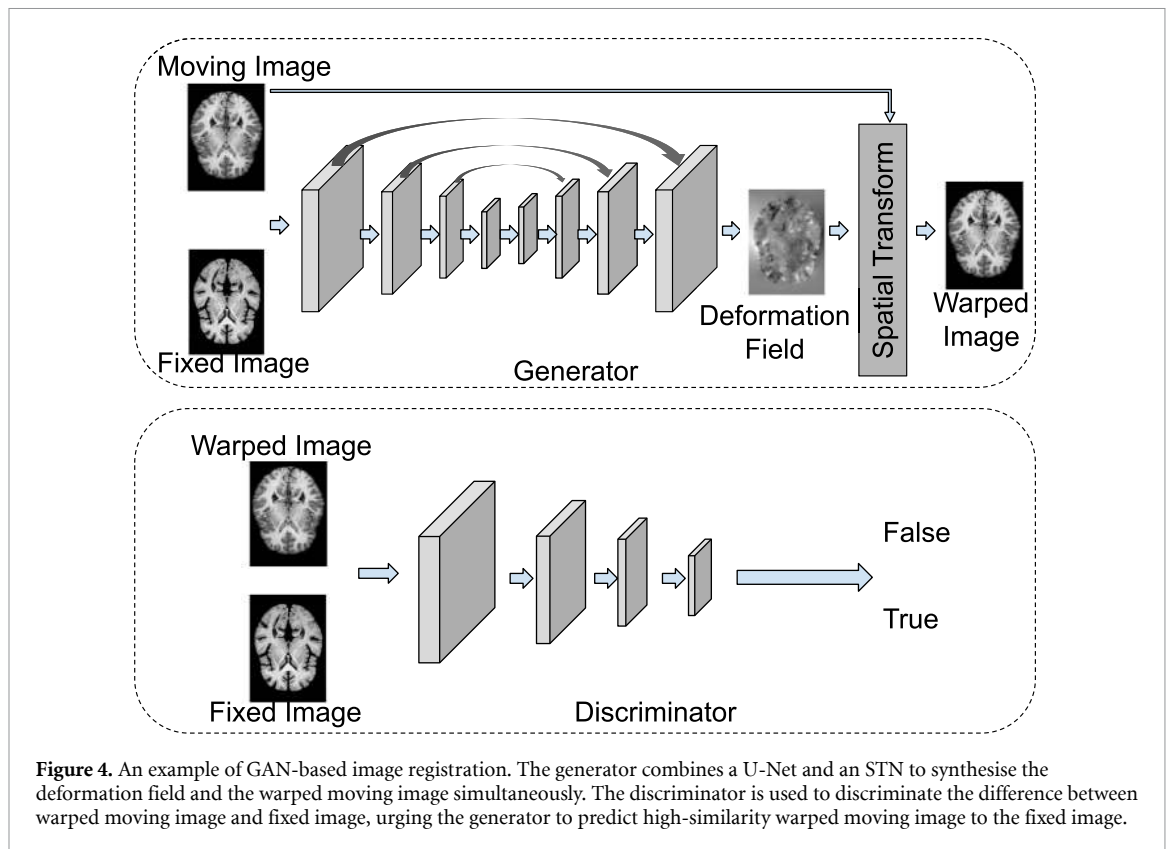 Moving Image
Fixed Image
Generator
Deformation
Field
Spatial Transform
Warped
Image
Warped Image
Fixed Image
Discriminator
False
True
Figure 4. An example of GAN-based image registration. The generator combines a U-Net and an STN to synthesise the
deformation field and the warped moving image simultaneously. The discriminator is used to discriminate the difference between
warped moving image and fixed image, urging the generator to predict high-similarity warped moving image to the fixed image.